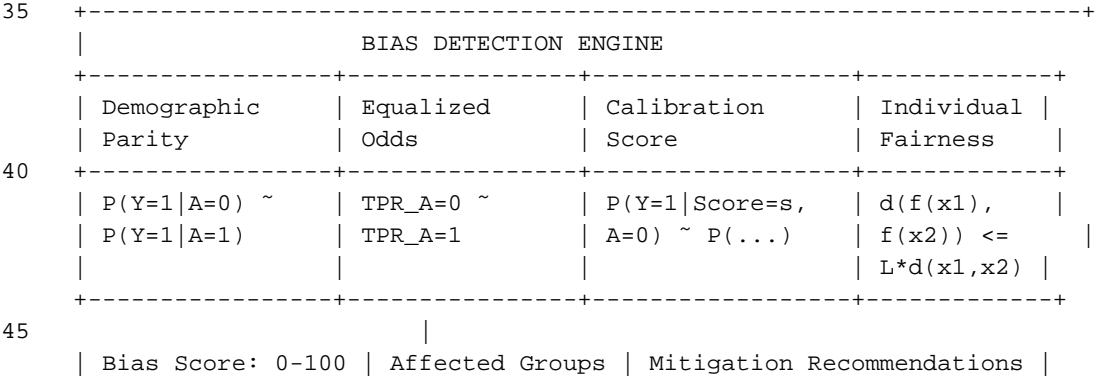 35   +-------------------------------------------------------------------+
     |                   BIAS DETECTION ENGINE
     +-----------------+----------------+------------------+-------------+
     | Demographic     | Equalized      | Calibration      | Individual |
     | Parity          | Odds           | Score            | Fairness    |
40   +-----------------+----------------+------------------+-------------+
     | P(Y=1|A=0) ~    | TPR_A=0 ~      | P(Y=1|Score=s,   | d(f(x1),    |
     | P(Y=1|A=1)      | TPR_A=1        | A=0) ~ P(...)    | f(x2)) <=     |
     |                 |                |                  | L*d(x1,x2) |
     +-----------------+----------------+------------------+-------------+
45                           |
     | Bias Score: 0-100 | Affected Groups | Mitigation Recommendations |